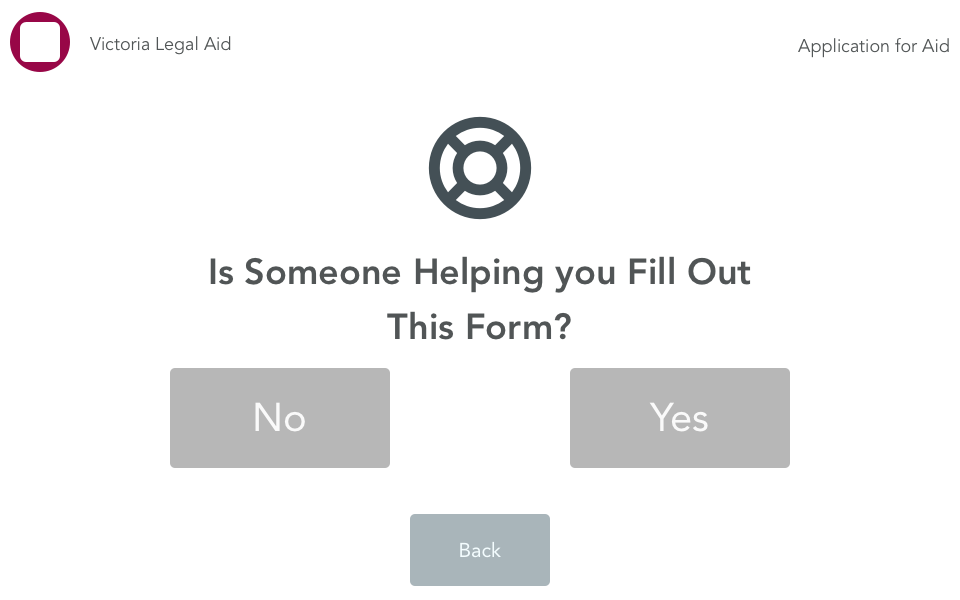 Victoria Legal Aid
Application for Aid
Is Someone Helping you Fill Out
This Form?
No
Yes
Back